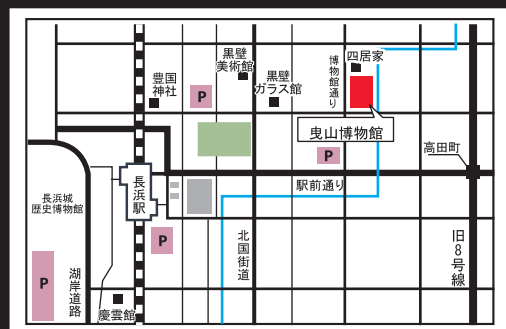 黒壁
美術館
四居家
博物館通り
豊国
神社
P
黒壁
ガラス館
曳山博物館
P
高田町
長浜駅
駅前通り
長浜城
歴史博物館
P
北国街道
旧8号線
P
湖岸道路
慶雲館